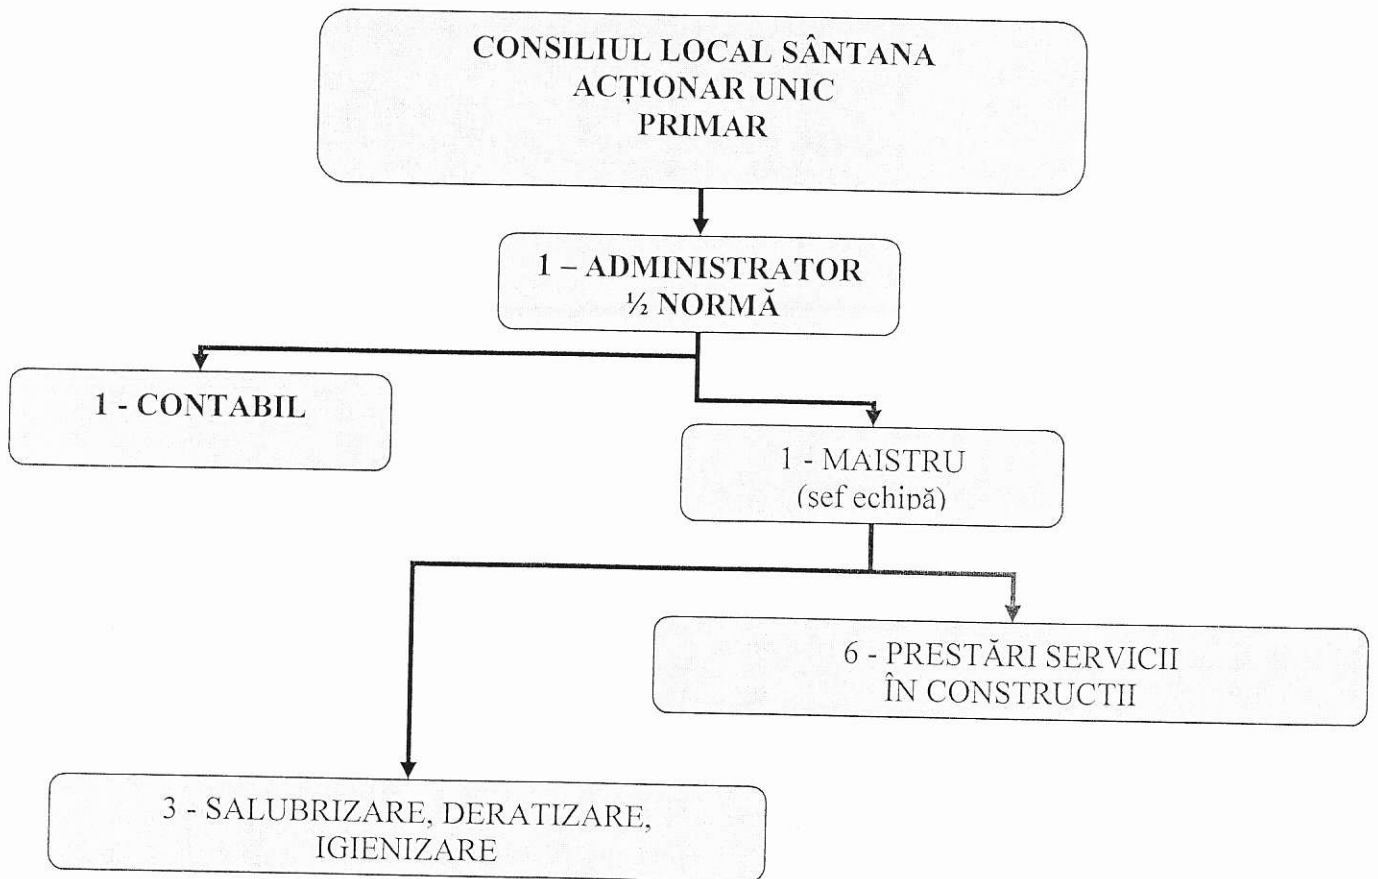 CONSILIUL LOCAL SÂNTANA
ACȚIONAR UNIC
PRIMAR
1 – ADMINISTRATOR
½ NORMĂ
1 - CONTABIL
1 - MAISTRU
(șef echipă)
6 - PRESTĂRI SERVICII
ÎN CONSTRUCTII
3 - SALUBRIZARE, DERATIZARE,
IGIENIZARE